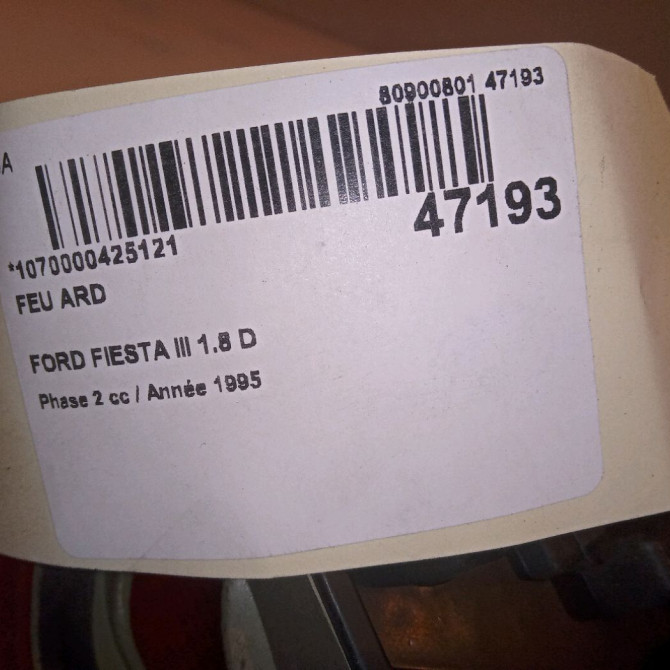 80900801 47193
A
47193
*1070000425121
FEU ARD
FORD FIESTA III 1.8 D
Phase 2 cc / Année 1995